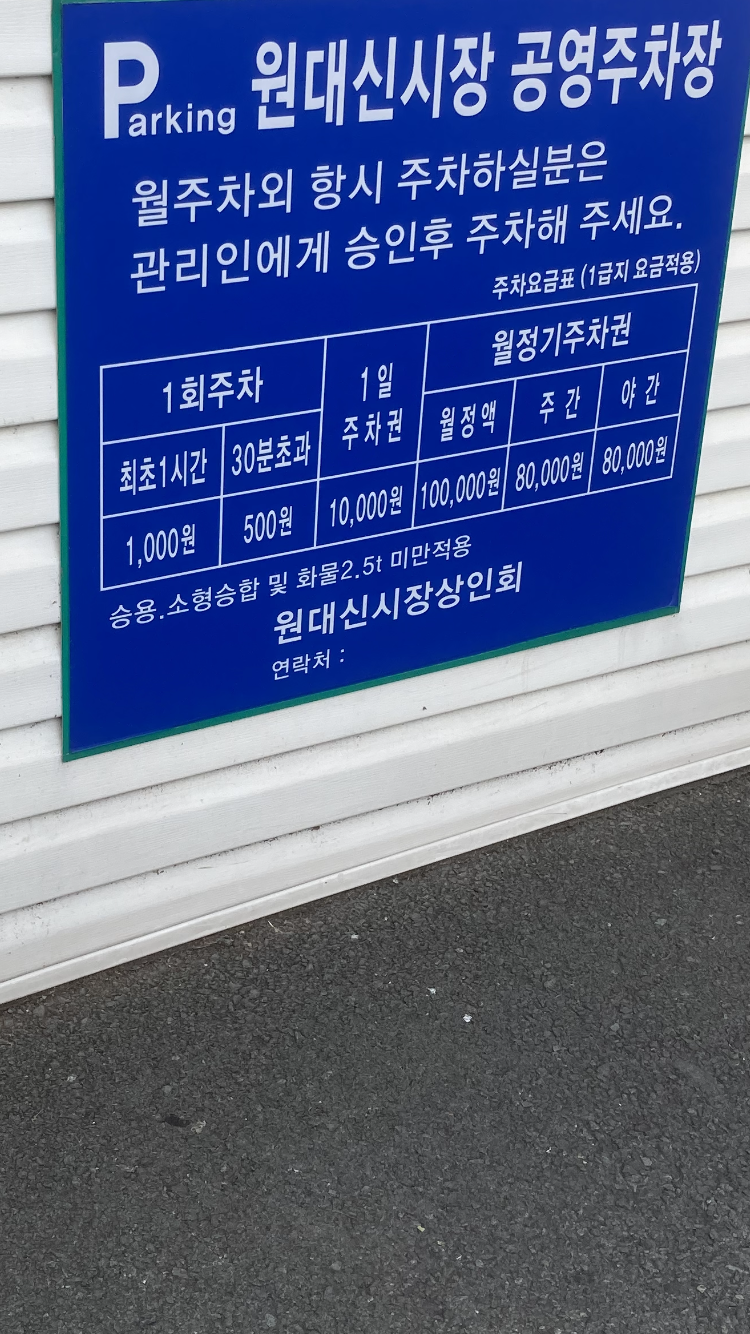 Parking 원대신시장 공영주차장
월주차외 항시 주차하실분은
관리인에게 승인후 주차해 주세요.
주차요금표 (1급지 요금적용)
1회주차 1일 주차권 월정기주차권
최초1시간 30분초과 월정액 주간 야간
1,000원 500원 10,000원 100,000원 80,000원 80,000원
승용.소형승합 및 화물2.5t 미만적용
원대신시장상인회
연락처 :